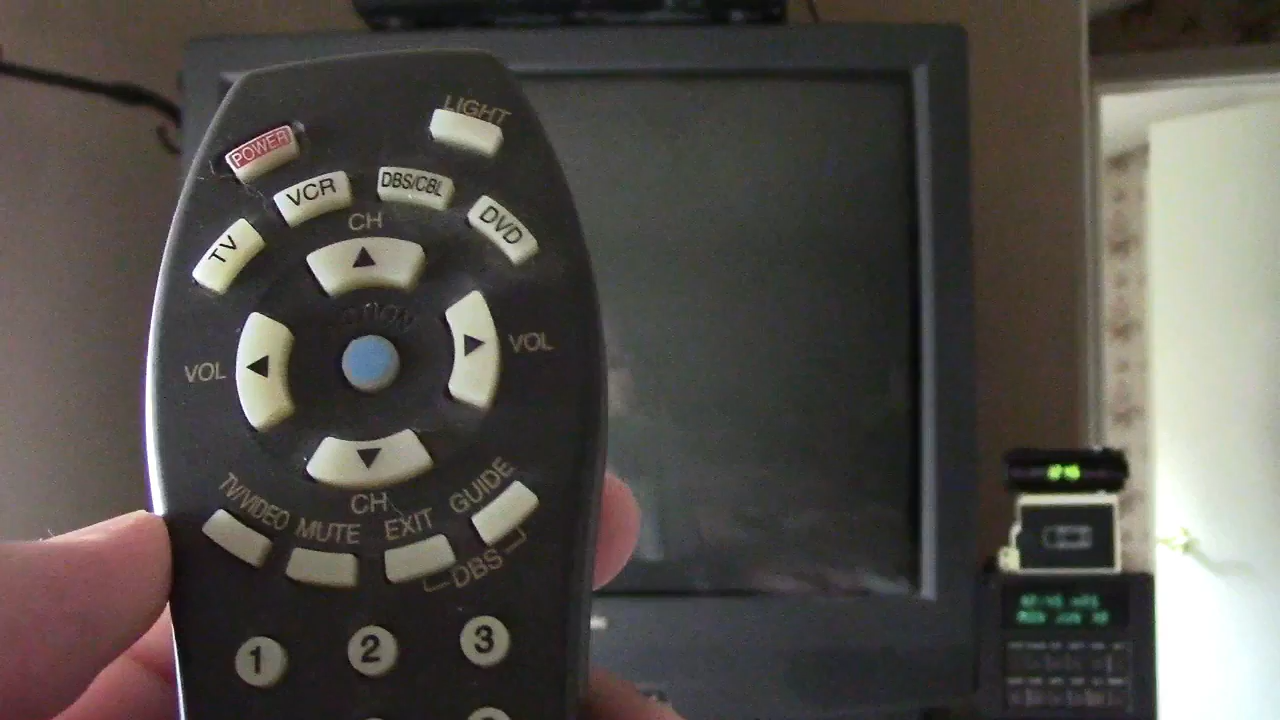 LIGHT
POWER
VCR
DBS/CBL
DVD
TV
CH
VOL
VOL
CH
TV/VIDEO
MUTE
EXIT
GUIDE
DBS
1
2
3